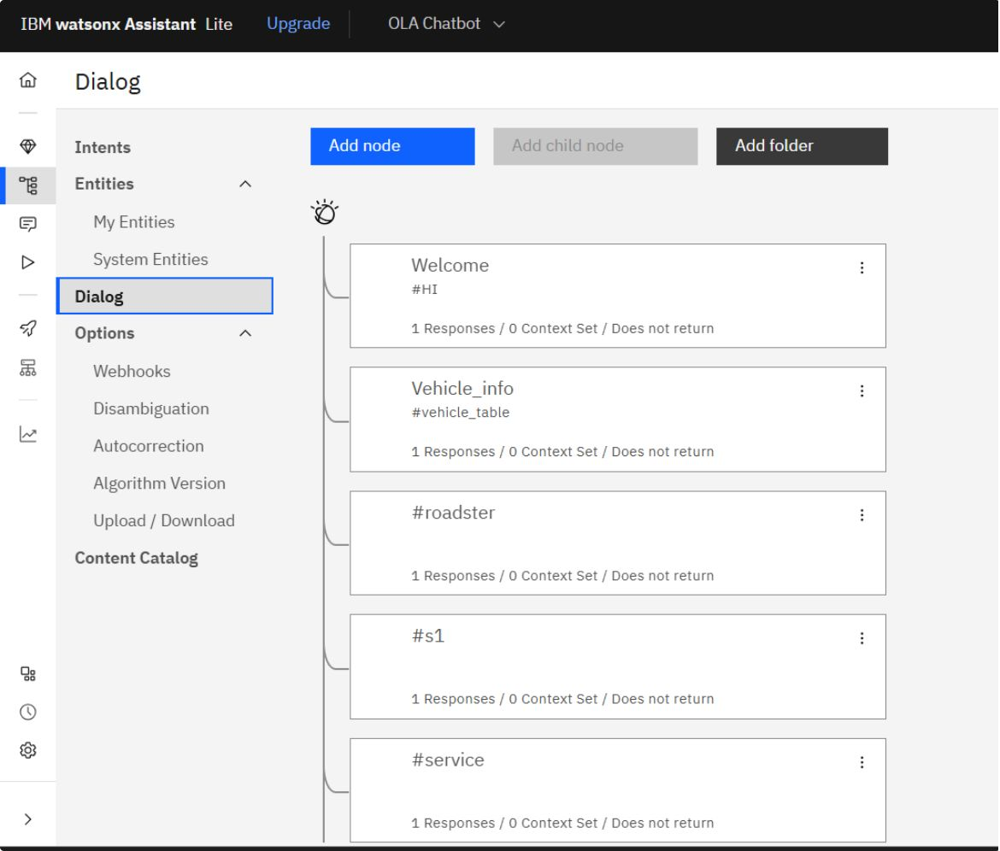 IBM watsonx Assistant Lite Upgrade OLA Chatbot
Dialog
Intents
Entities
My Entities
System Entities
Dialog
Options
Webhooks
Disambiguation
Autocorrection
Algorithm Version
Upload / Download
Content Catalog
Add node Add child node Add folder
Welcome
#HI
1 Responses / 0 Context Set / Does not return
Vehicle_info
#vehicle_table
1 Responses / 0 Context Set / Does not return
#roadster
1 Responses / 0 Context Set / Does not return
#s1
1 Responses / 0 Context Set / Does not return
#service
1 Responses / 0 Context Set / Does not return